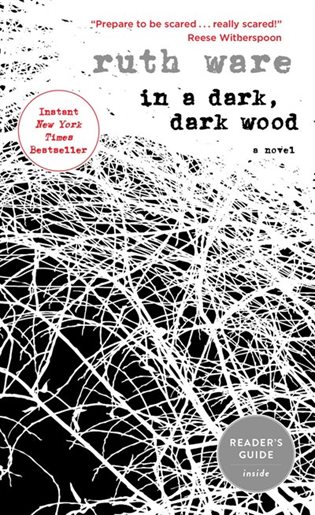 “Prepare to be scared . . . really scared!”
Reese Witherspoon
ruth ware
in a dark,
dark wood
a novel
Instant
New York
Times
Bestseller
READER'S
GUIDE
inside